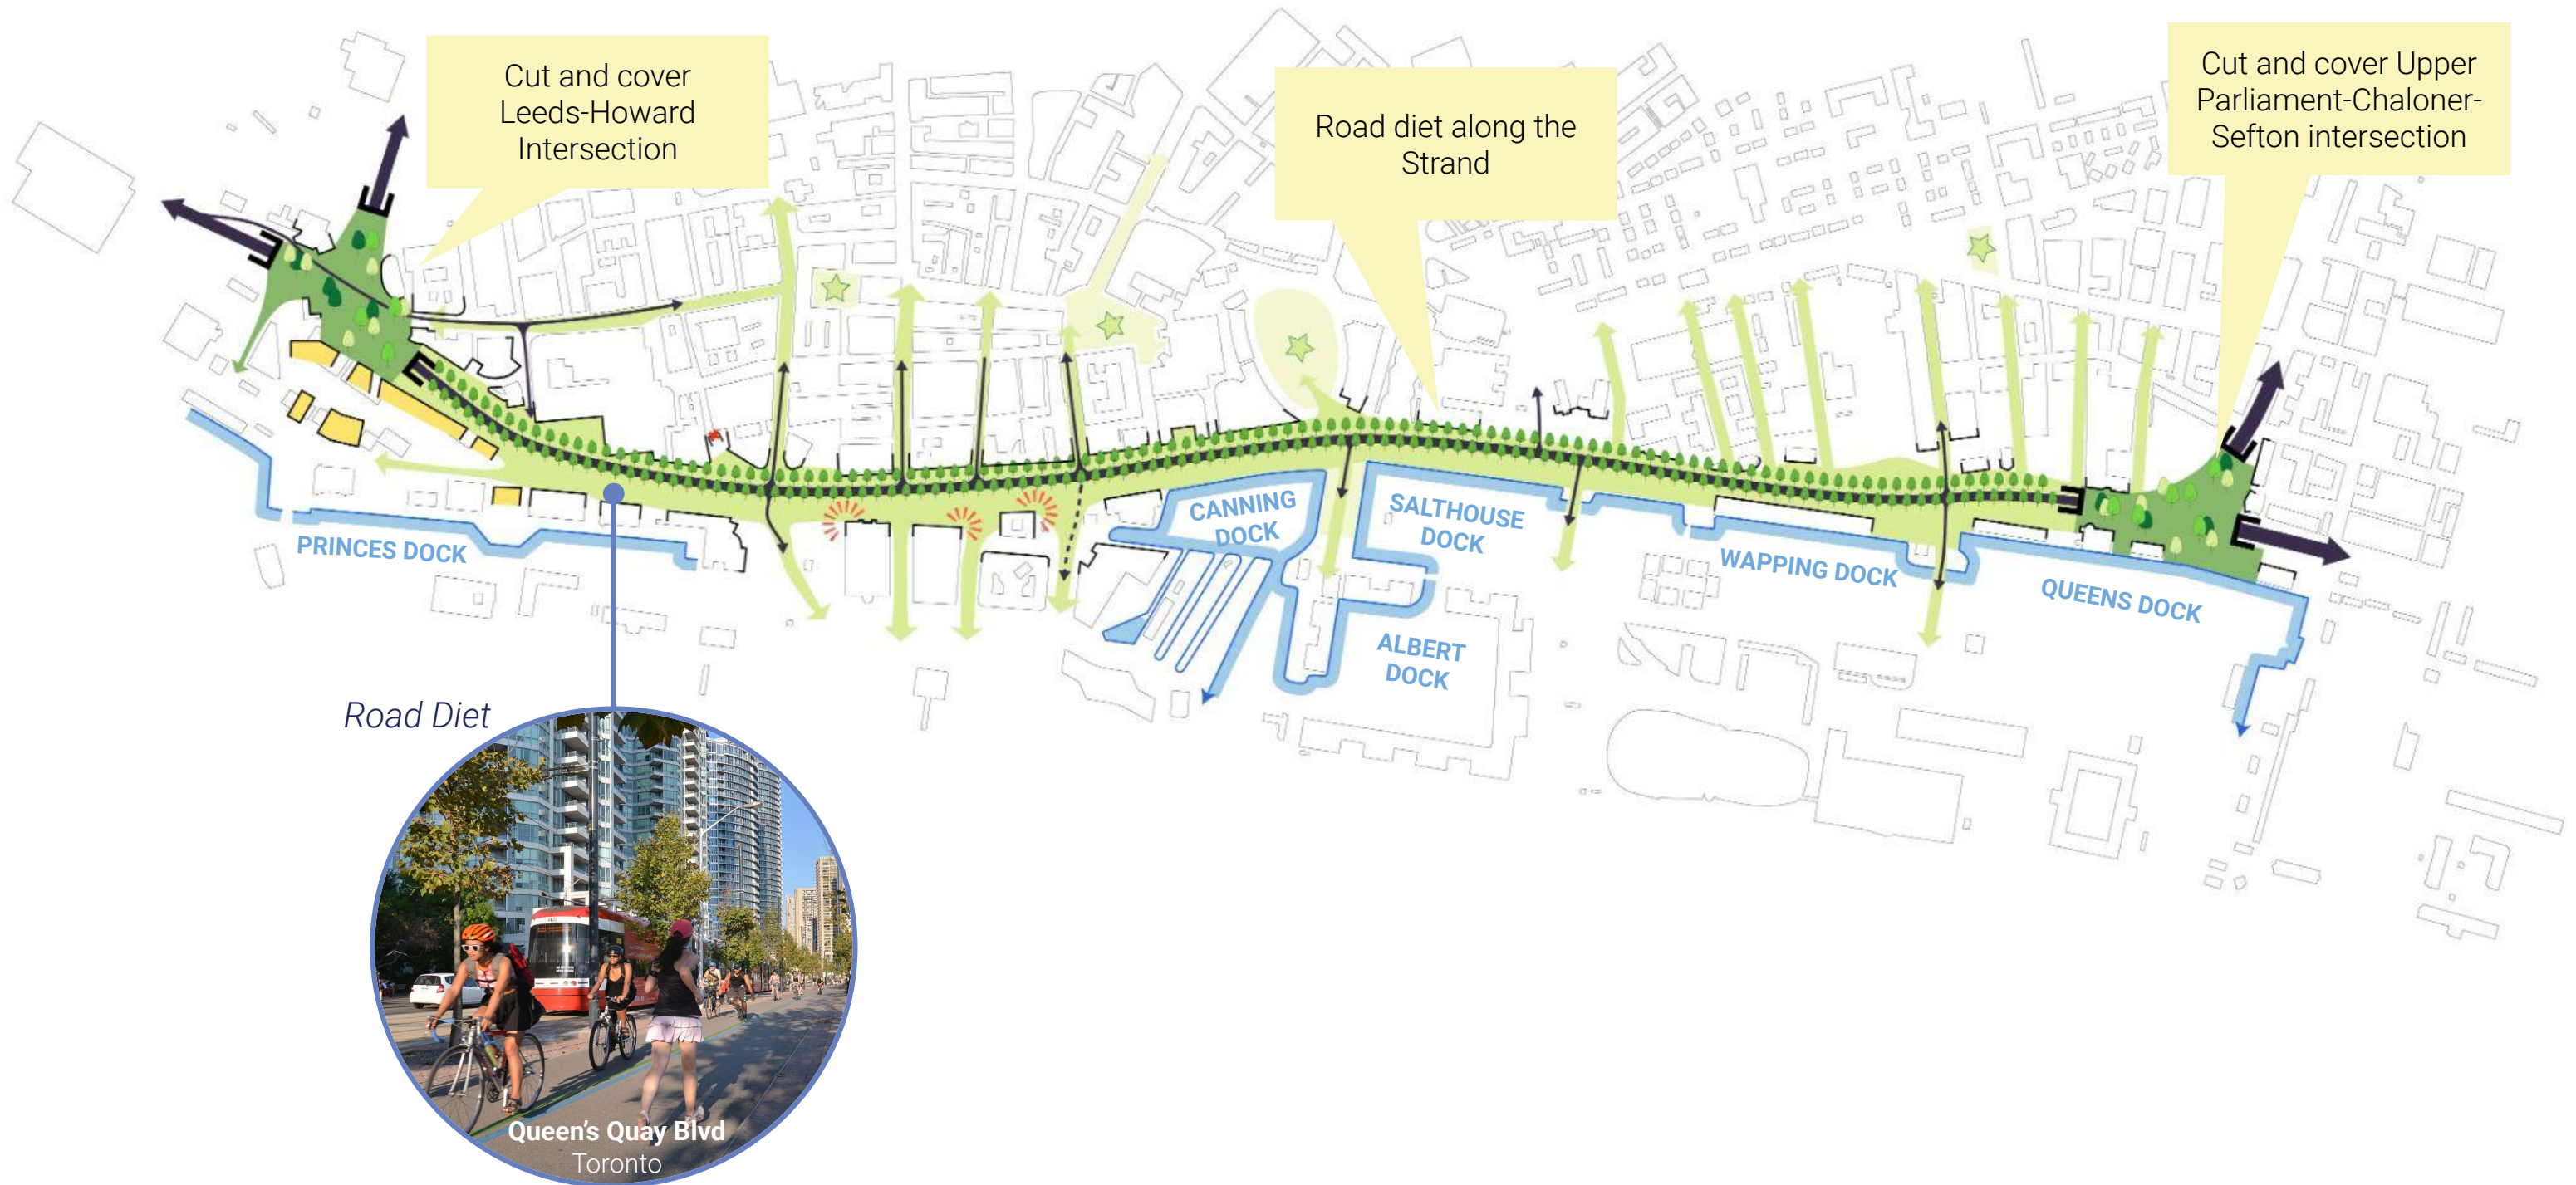 Cut and cover
Leeds-Howard
Intersection
Road diet along the
Strand
Cut and cover Upper
Parliament-Chaloner-
Sefton intersection
PRINCES DOCK
CANNING
DOCK
SALTHOUSE
DOCK
ALBERT
DOCK
WAPPING DOCK
QUEENS DOCK
Road Diet
Queen’s Quay Blvd
Toronto